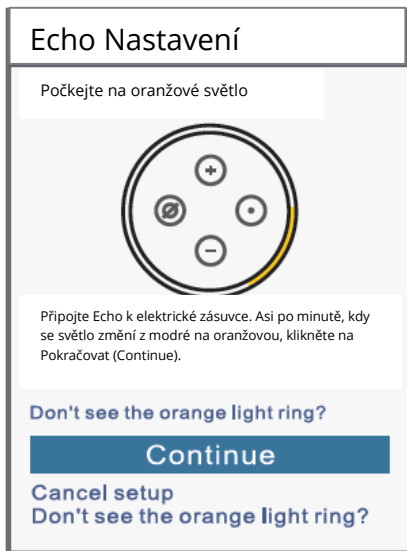 Echo Nastavení
Počkejte na oranžové světlo
Připojte Echo k elektrické zásuvce. Asi po minutě, kdy
se světlo změní z modré na oranžovou, klikněte na
Pokračovat (Continue).
Don't see the orange light ring?
Continue
Cancel setup
Don't see the orange light ring?